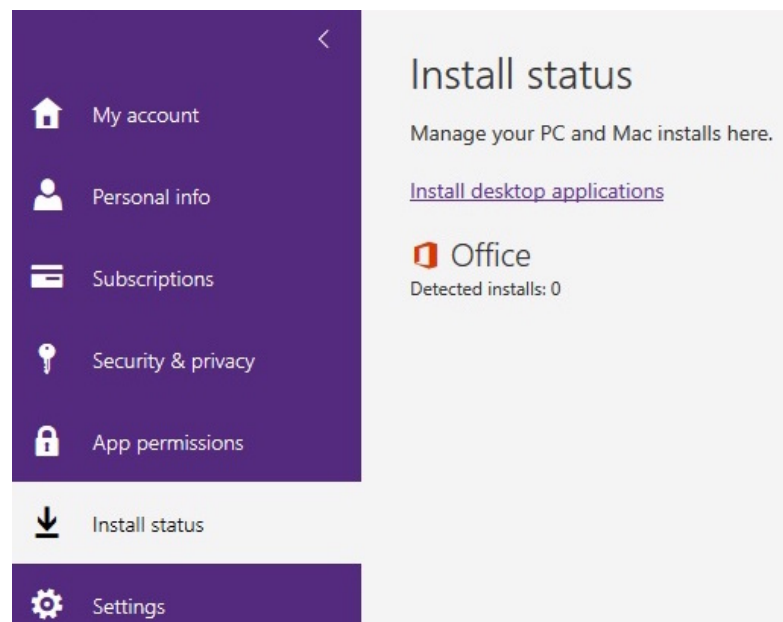 My account
Personal info
Subscriptions
Security & privacy
App permissions
Install status
Settings
Install status
Manage your PC and Mac installs here.
Install desktop applications
Office
Detected installs: 0